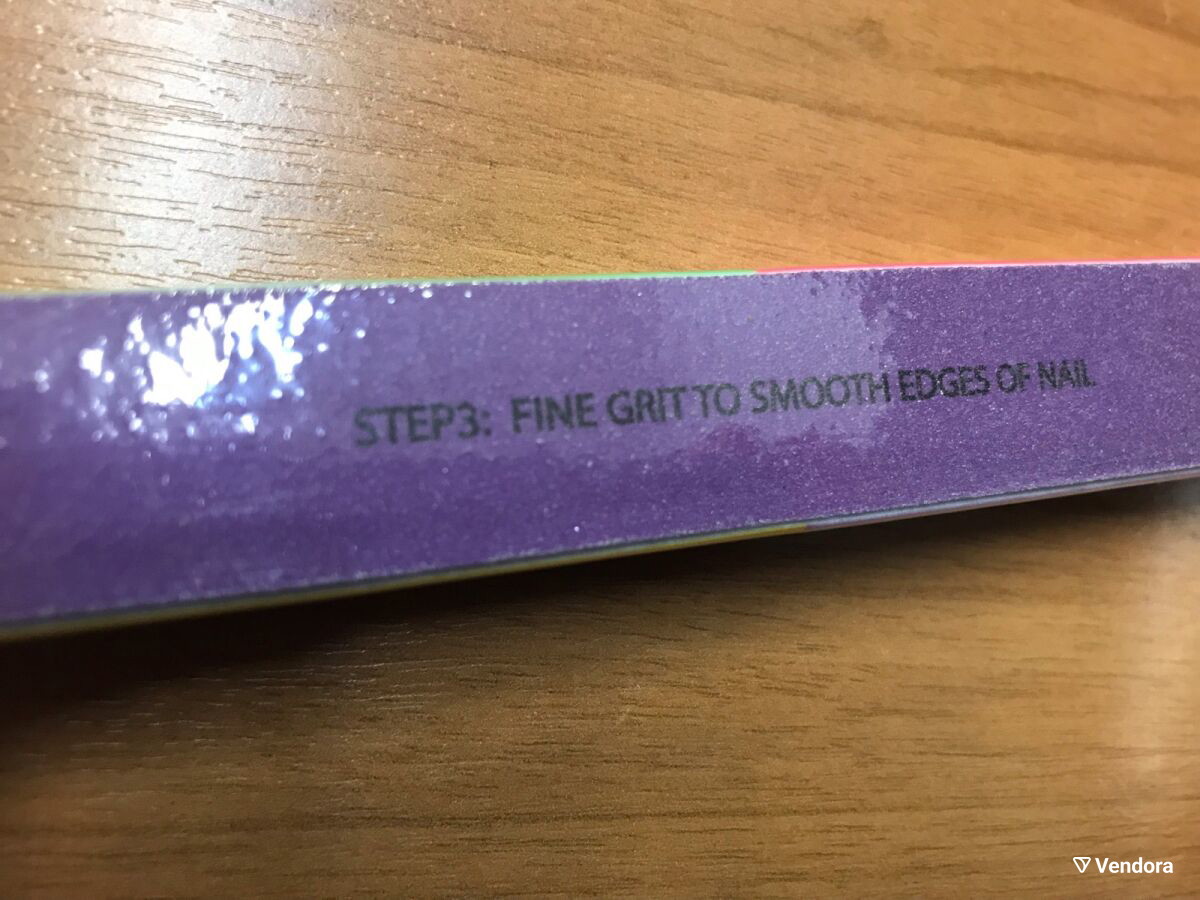 STEP3: FINE GRIT TO SMOOTH EDGES OF NAIL
Vendora